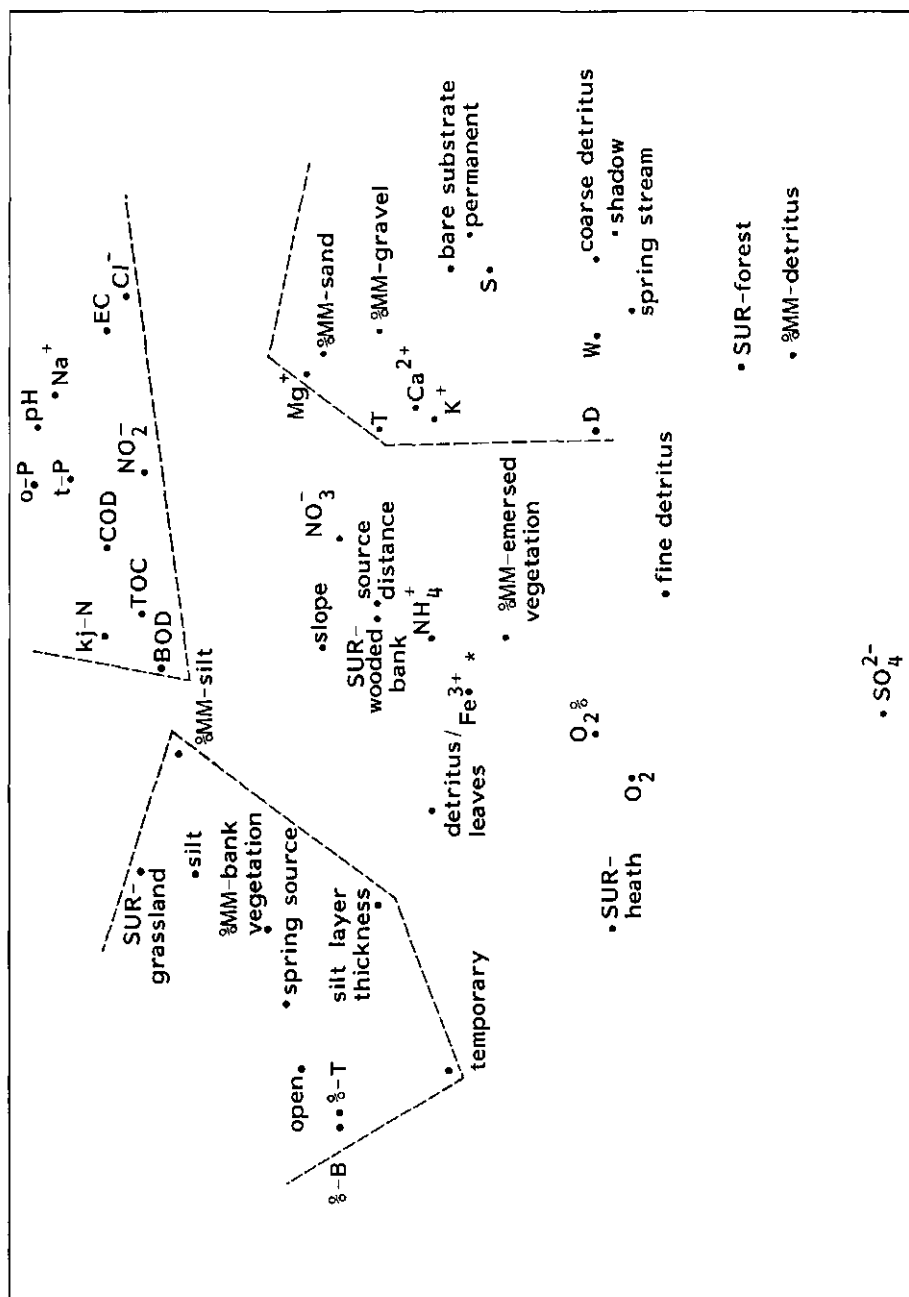 o-P
pH
t-P
Na⁺
kj-N
COD
NO₂⁻
EC
Cl⁻
TOC
BOD
%MM-silt
SUR-
grassland
silt
%MM-bank
vegetation
spring source
silt layer
thickness
open
%-B
%-T
temporary
Mg⁺
%MM-sand
T
%MM-gravel
Ca²⁺
K⁺
bare substrate
permanent
S
NO₃⁻
slope
SUR-
wooded
bank
source
distance
NH₄⁺
Fe³⁺
*
detritus/
leaves
%MM-emersed
vegetation
D
W
coarse detritus
shadow
spring stream
O₂%
O₂
SUR-
heath
fine detritus
SUR-forest
%MM-detritus
SO₄²⁻